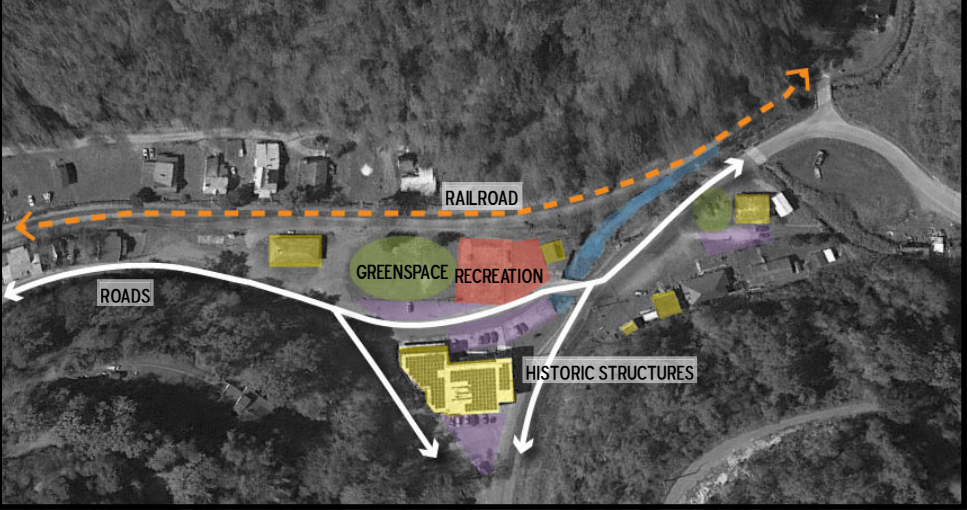 RAILROAD
GREENSPACE
RECREATION
ROADS
HISTORIC STRUCTURES